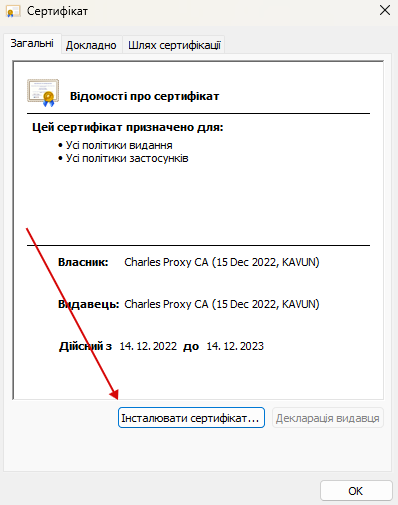 Сертифікат
Загальні Докладно Шлях сертифікації
Відомості про сертифікат
Цей сертифікат призначено для:
• Усі політики видання
• Усі політики застосунків
Власник: Charles Proxy CA (15 Dec 2022, KAVUN)
Видавець: Charles Proxy CA (15 Dec 2022, KAVUN)
Дійсний з 14.12.2022 до 14.12.2023
Інсталювати сертифікат... Декларація видавця
ОК